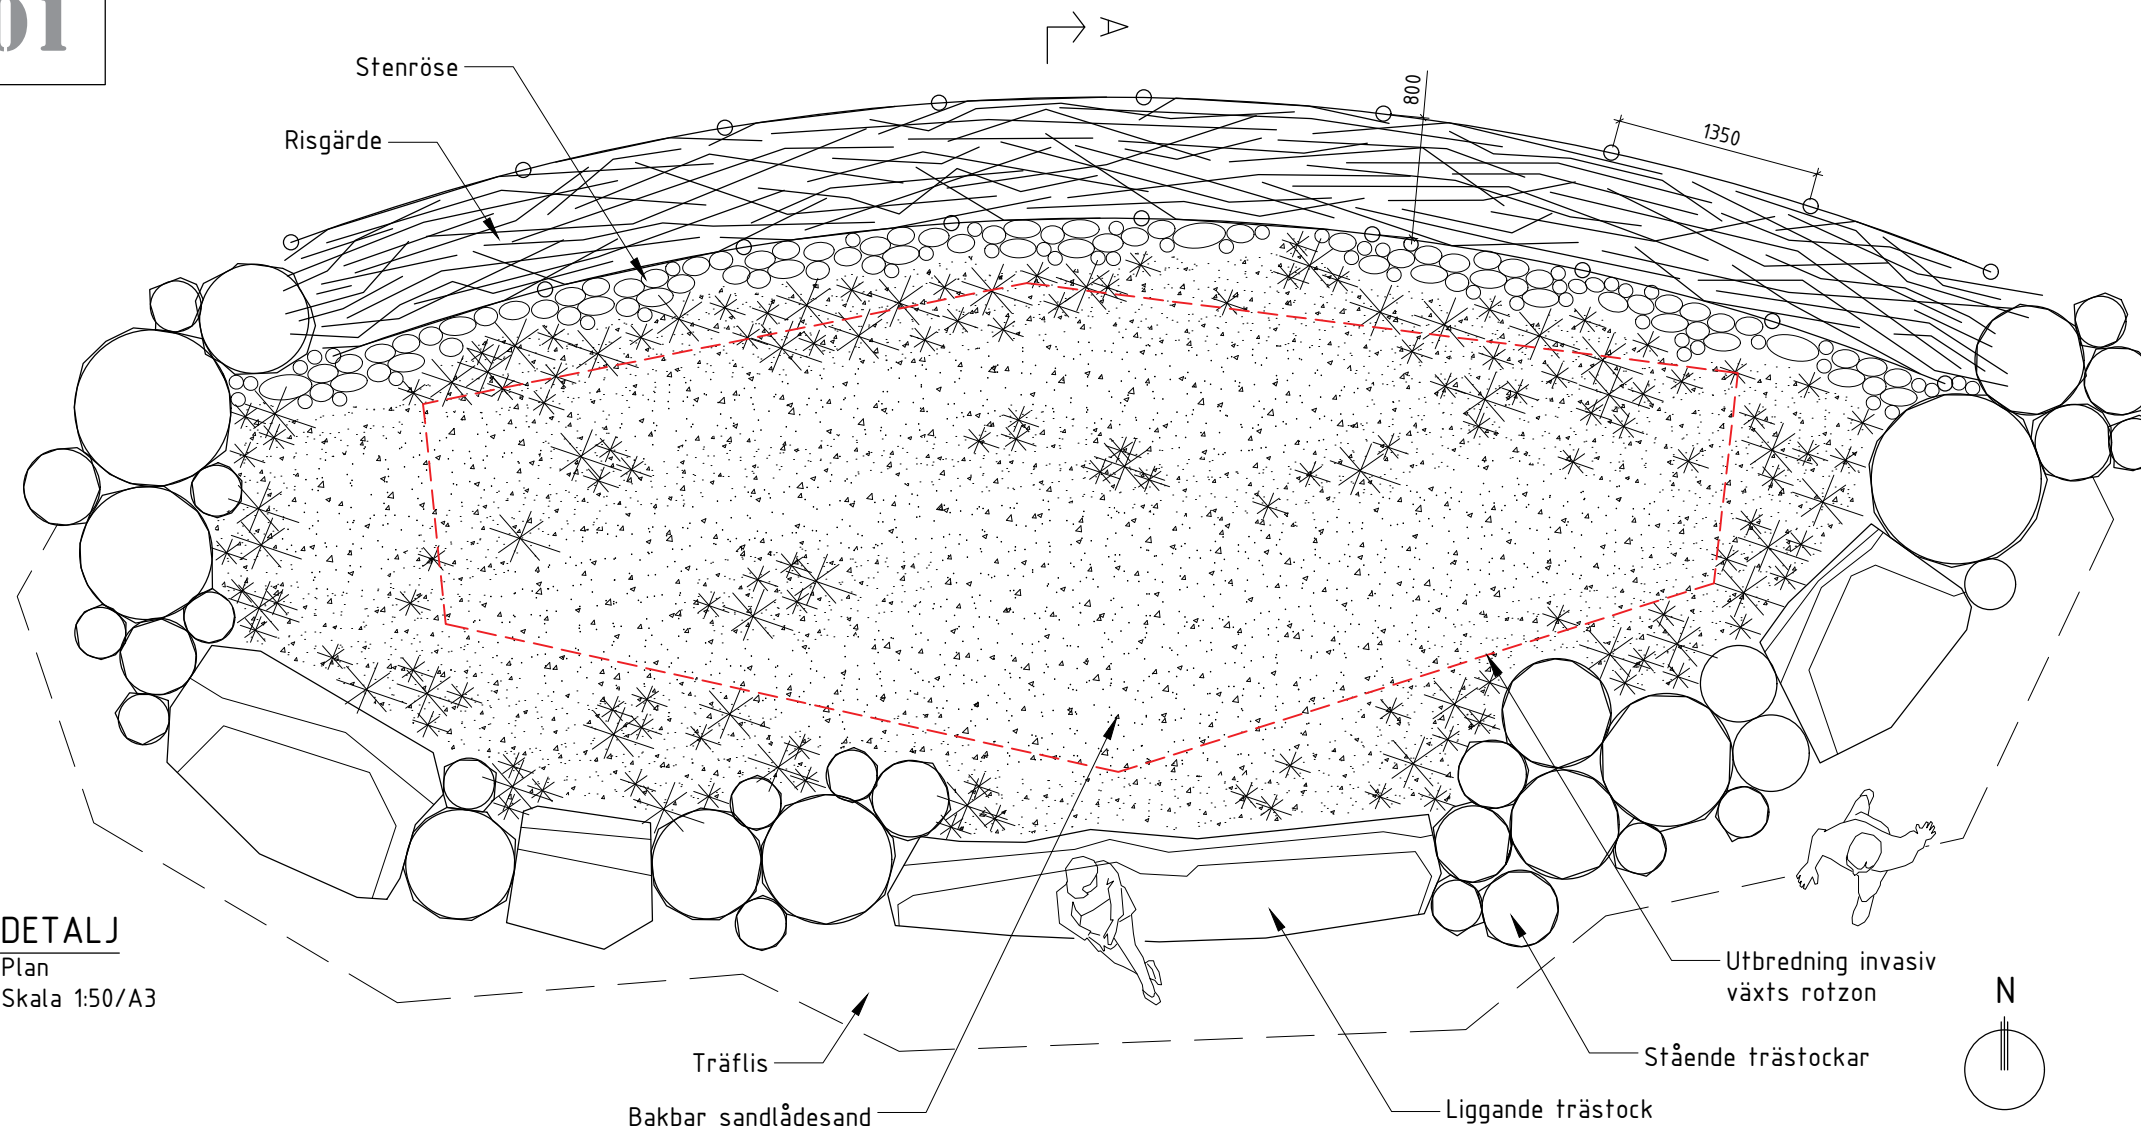 01
A
Stenröse
800
1350
Risgärde
DETALJ
Plan
Skala 1:50/A3
Utbredning invasiv
växts rotzon
N
Träflis
Stående trästockar
Bakbar sandlådesand
Liggande trästock